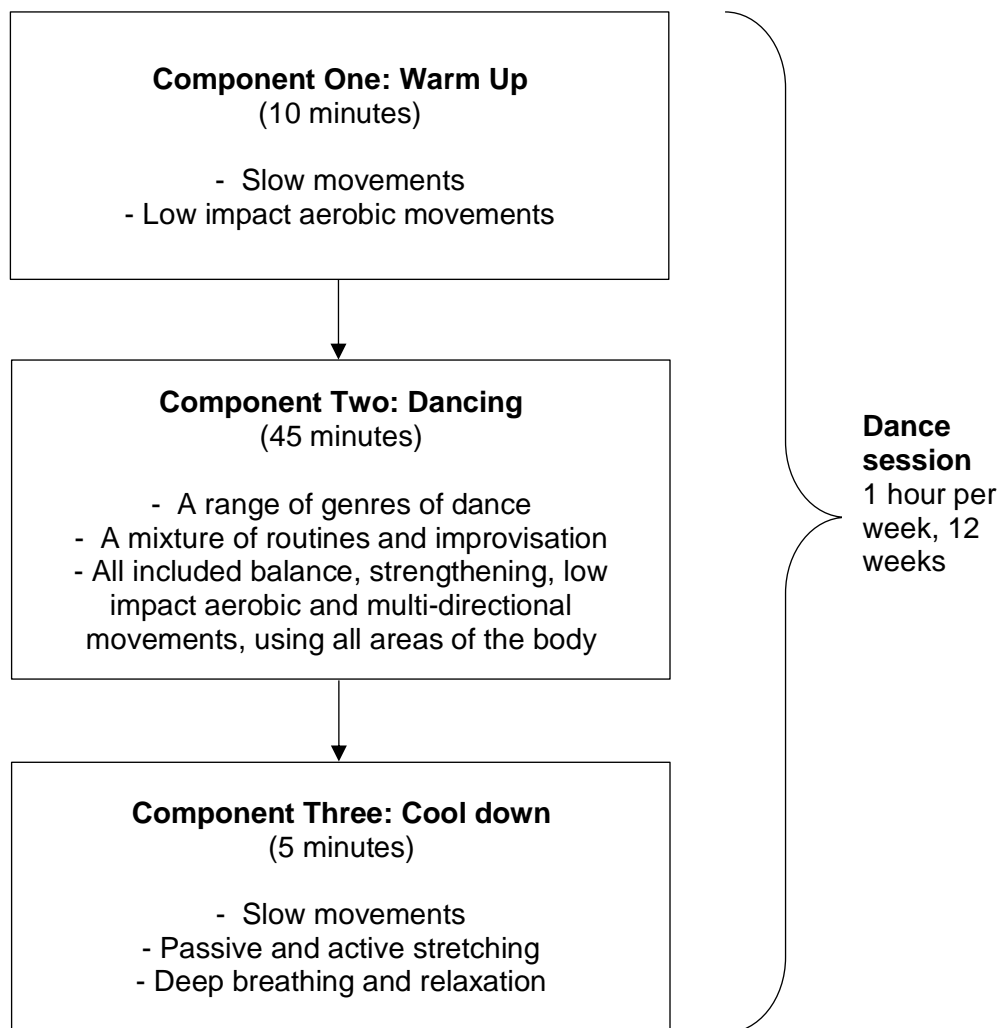 Component One: Warm Up
(10 minutes)
- Slow movements
- Low impact aerobic movements
Component Two: Dancing
(45 minutes)
- A range of genres of dance
- A mixture of routines and improvisation
- All included balance, strengthening, low
impact aerobic and multi-directional
movements, using all areas of the body
Component Three: Cool down
(5 minutes)
- Slow movements
- Passive and active stretching
- Deep breathing and relaxation
Dance
session
1 hour per
week, 12
weeks